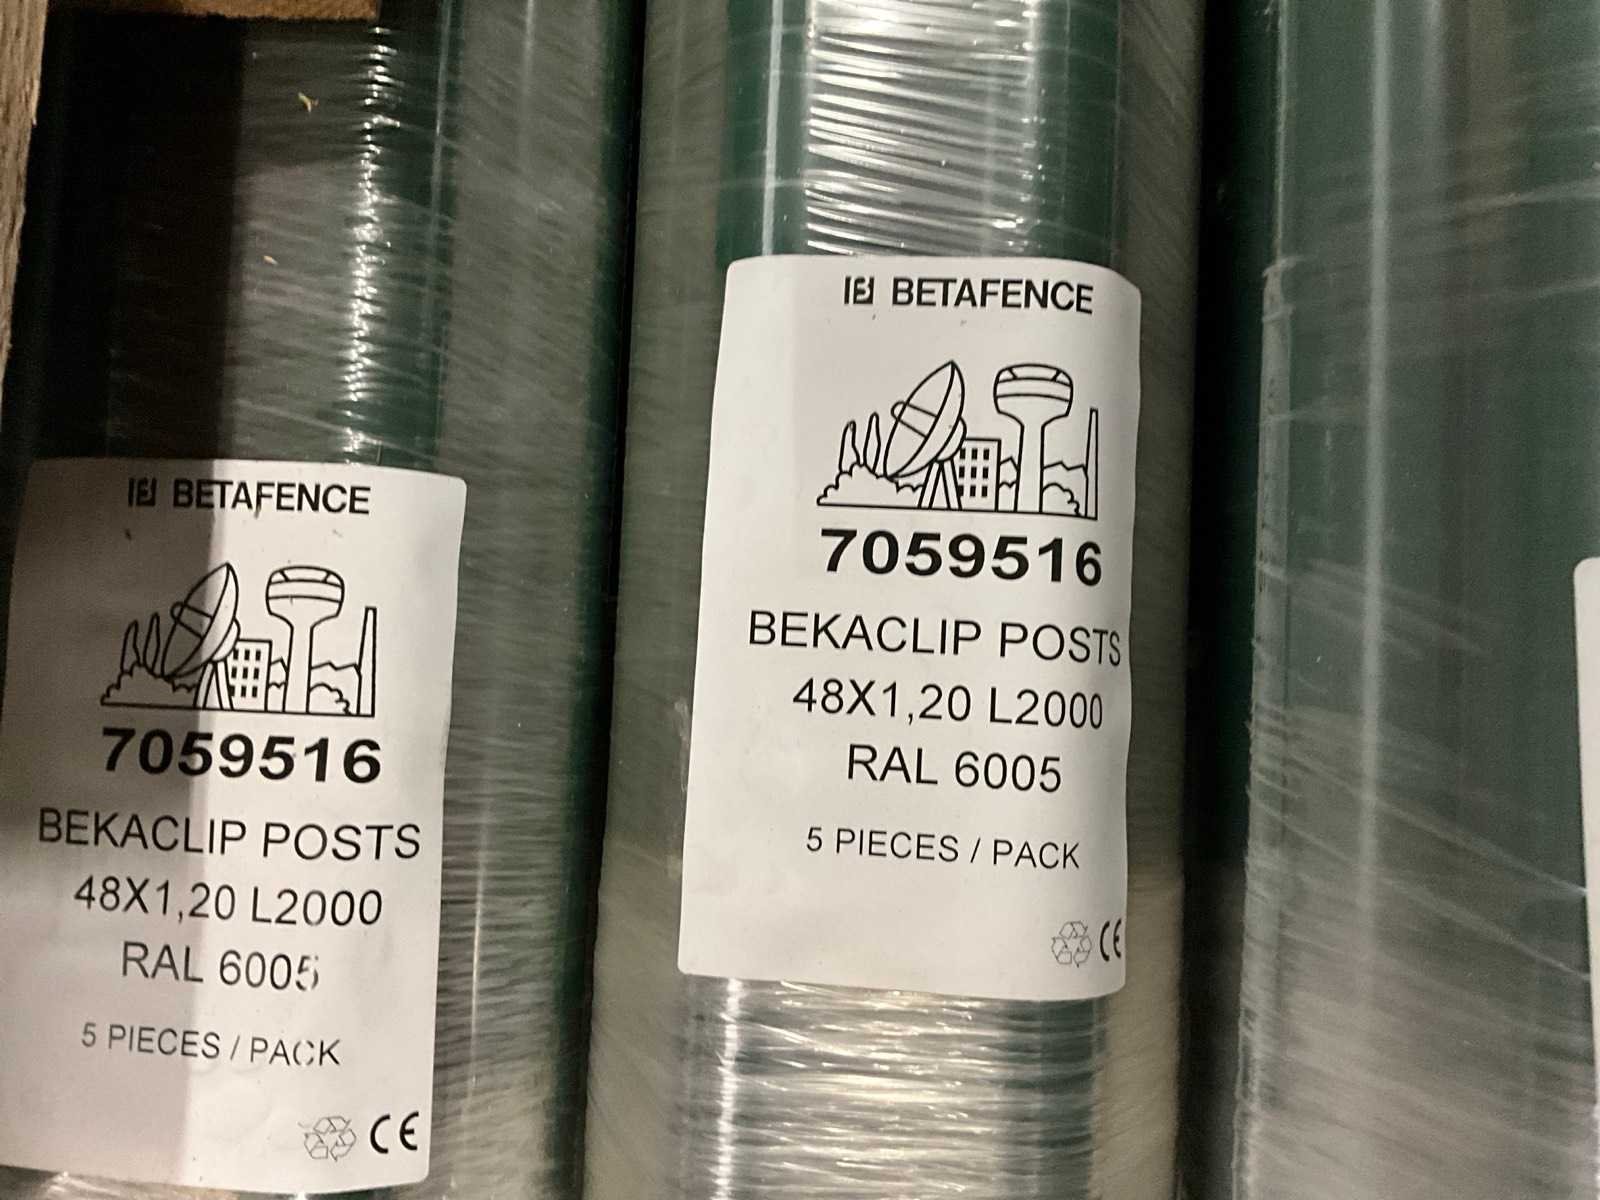 BETAFENCE
7059516
BEKACLIP POSTS
48X1,20 L2000
RAL 6005
5 PIECES / PACK
CE
BETAFENCE
7059516
BEKACLIP POSTS
48X1,20 L2000
RAL 6005
5 PIECES / PACK
CE